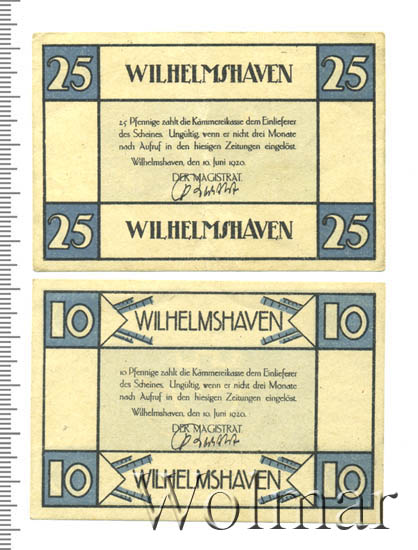 25 WILHELMSHAVEN 25
25 Pfennige zahlt die Kämmereikasse dem Einlieferer
des Scheines. Ungültig, wenn er nicht drei Monate
nach Aufruf in den hiesigen Zeitungen eingelöst.
Wilhelmshaven, den 10. Juni 1920.
DER MAGISTRAT.
25 WILHELMSHAVEN 25
10 WILHELMSHAVEN 10
10 Pfennige zahlt die Kämmereikasse dem Einlieferer
des Scheines. Ungültig, wenn er nicht drei Monate
nach Aufruf in den hiesigen Zeitungen eingelöst.
Wilhelmshaven, den 10. Juni 1920.
DER MAGISTRAT.
10 WILHELMSHAVEN 10
Wolmar